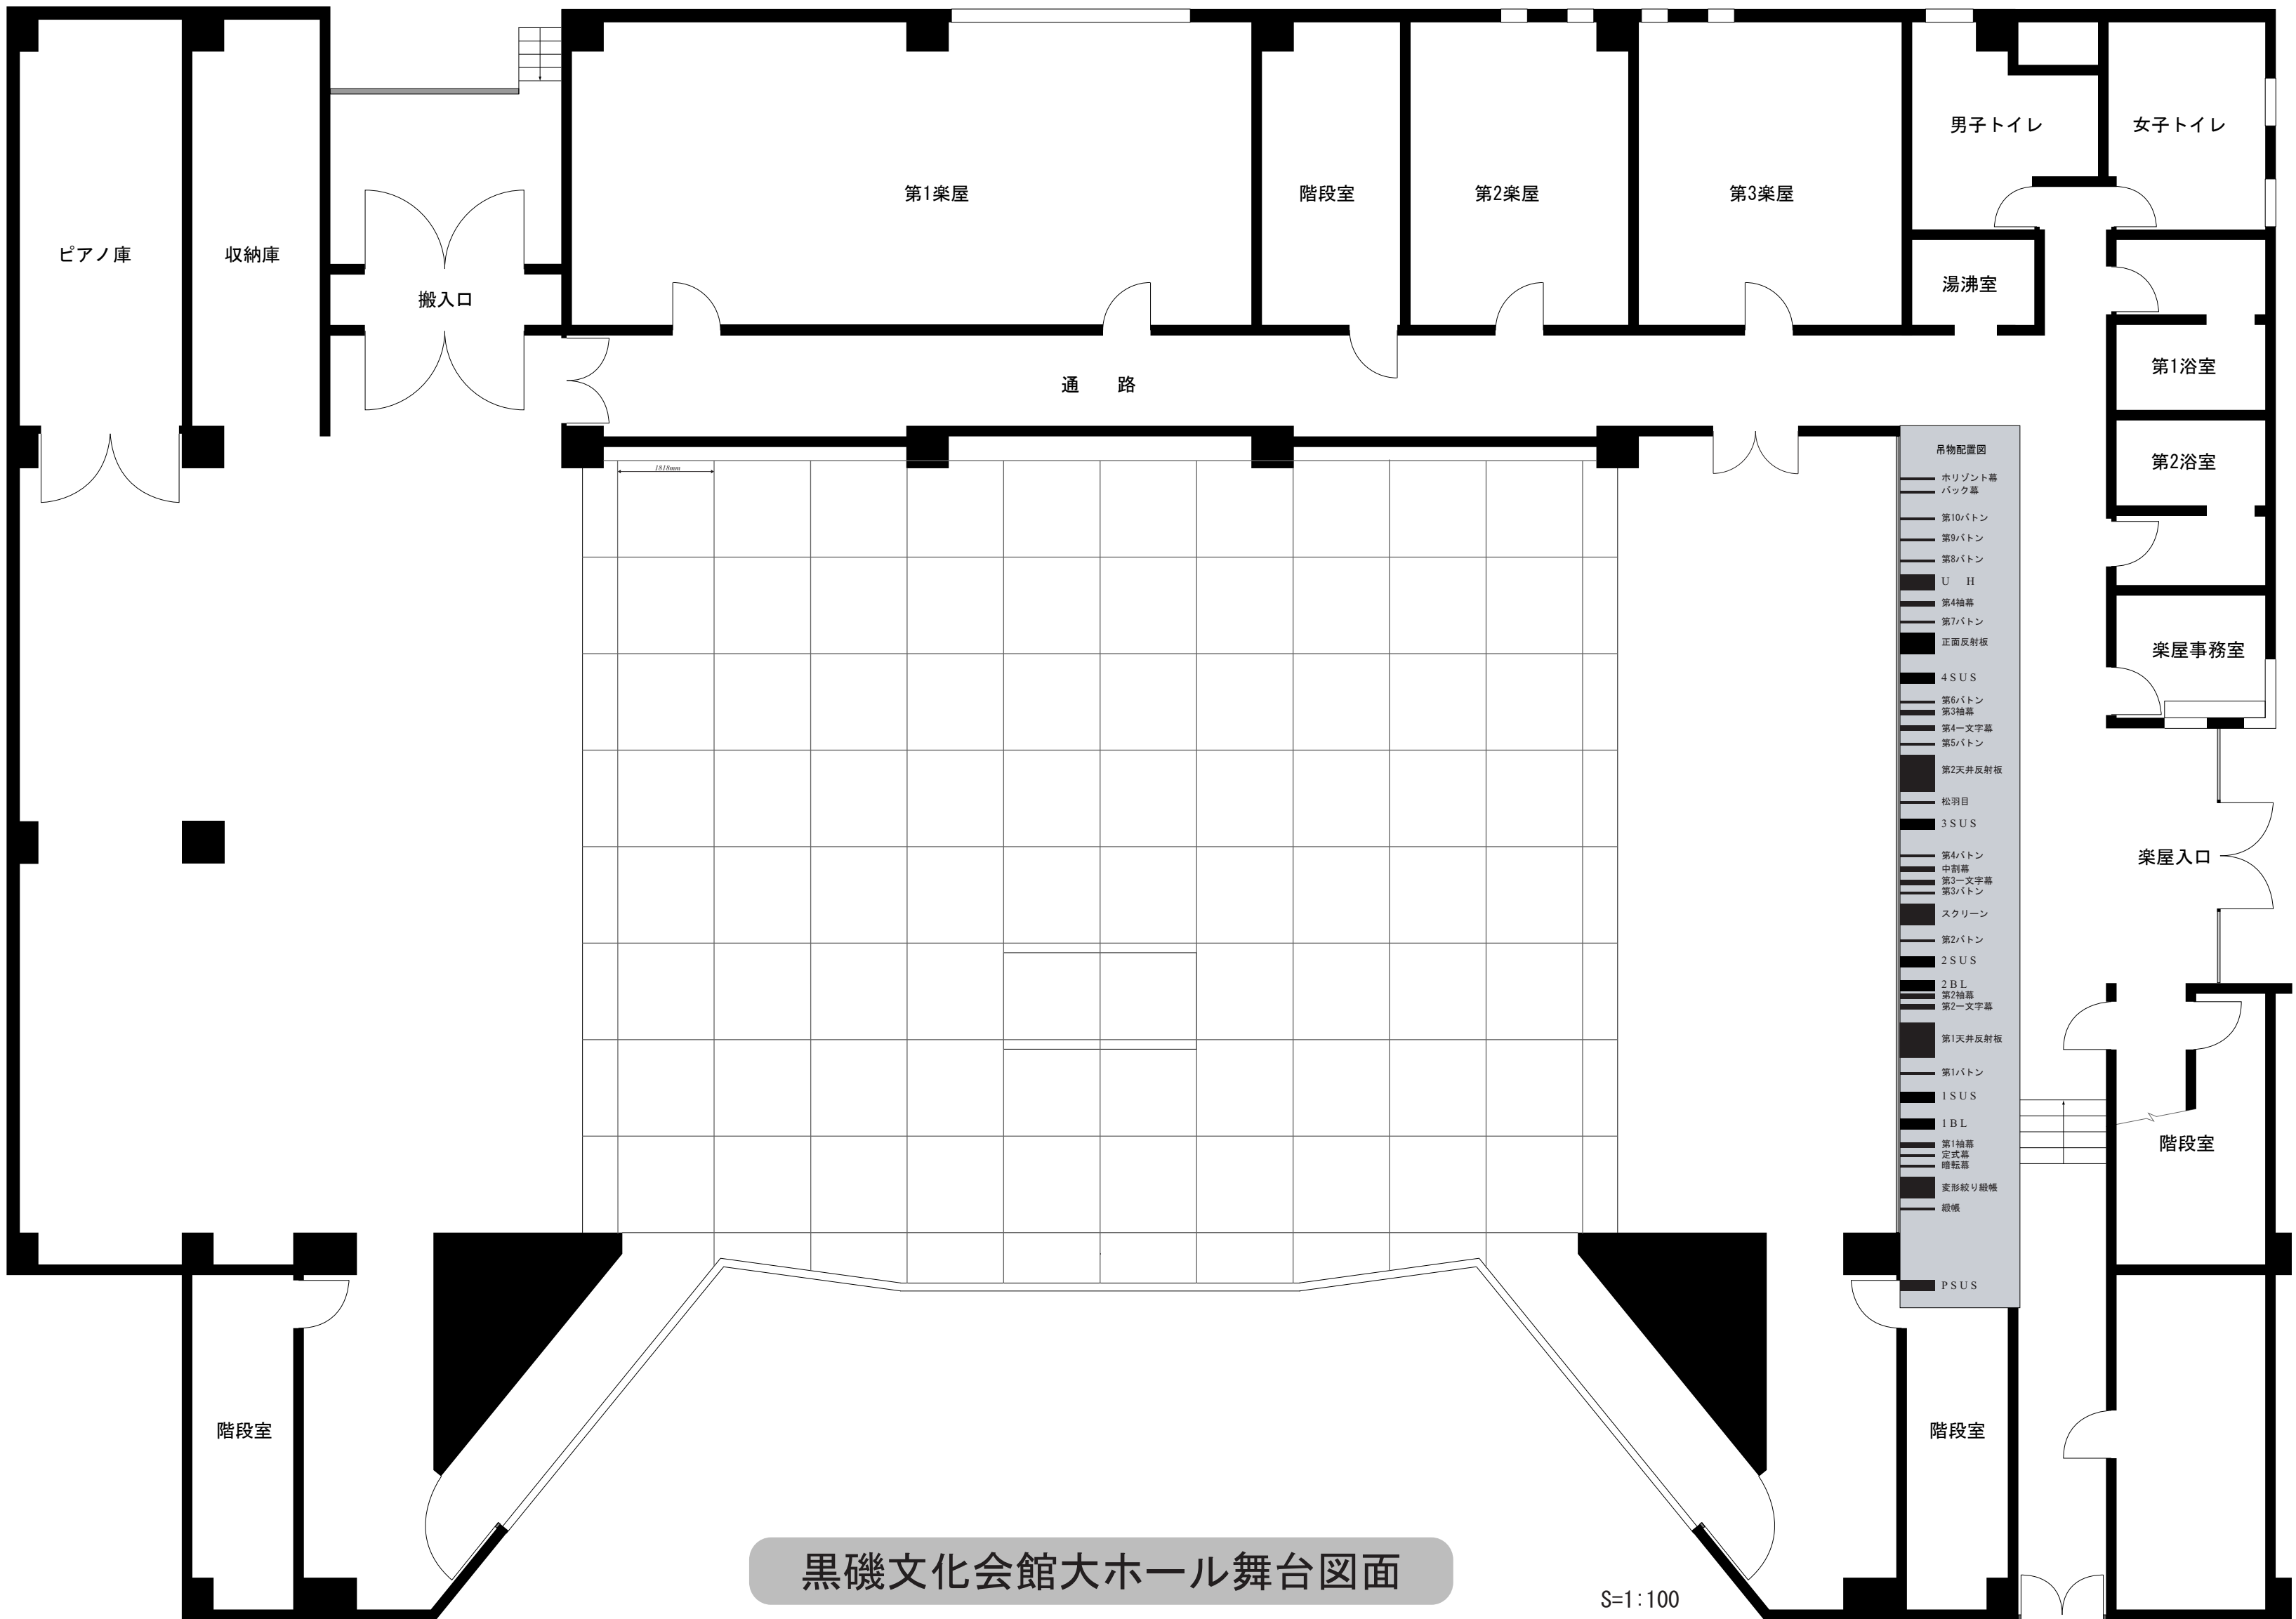 男子トイレ
女子トイレ
第1楽屋
階段室
第2楽屋
第3楽屋
ピアノ庫
収納庫
搬入口
湯沸室
通 路
第1浴室
第2浴室
1818mm
吊物配置図
ホリゾント幕
バック幕
第10バトン
第9バトン
第8バトン
U H
第4袖幕
第7バトン
正面反射板
4SUS
第6バトン
第3袖幕
第4一文字幕
第5バトン
第2天井反射板
松羽目
3SUS
第4バトン
中割幕
第3一文字幕
第3バトン
スクリーン
第2バトン
2SUS
2BL
第2袖幕
第2一文字幕
第1天井反射板
第1バトン
1SUS
1BL
第1袖幕
定式幕
暗転幕
変形絞り緞帳
緞帳
PSUS
楽屋事務室
楽屋入口
階段室
階段室
階段室
黒磯文化会館大ホール舞台図面
S=1:100